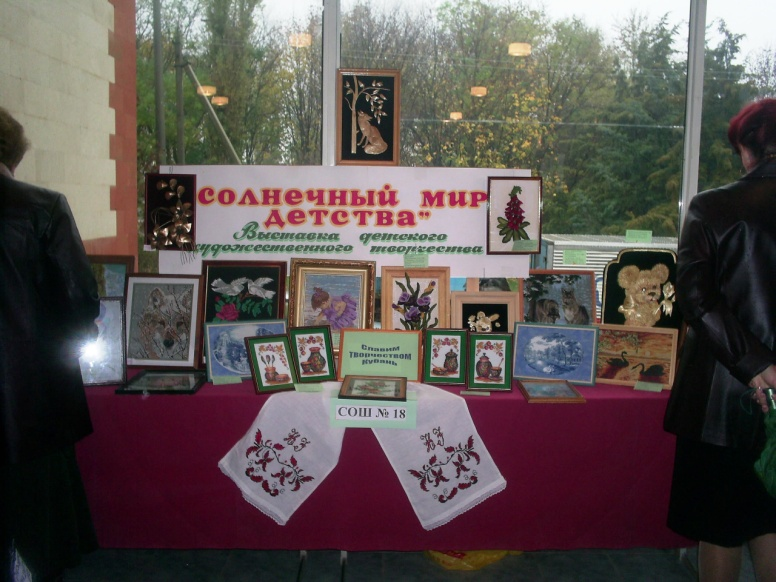 СОЛНЕЧНЫЙ МИР
ДЕТСТВА"
Выставка детского
художественного творчества
Славим
творчеством
Кубань
СОШ № 18